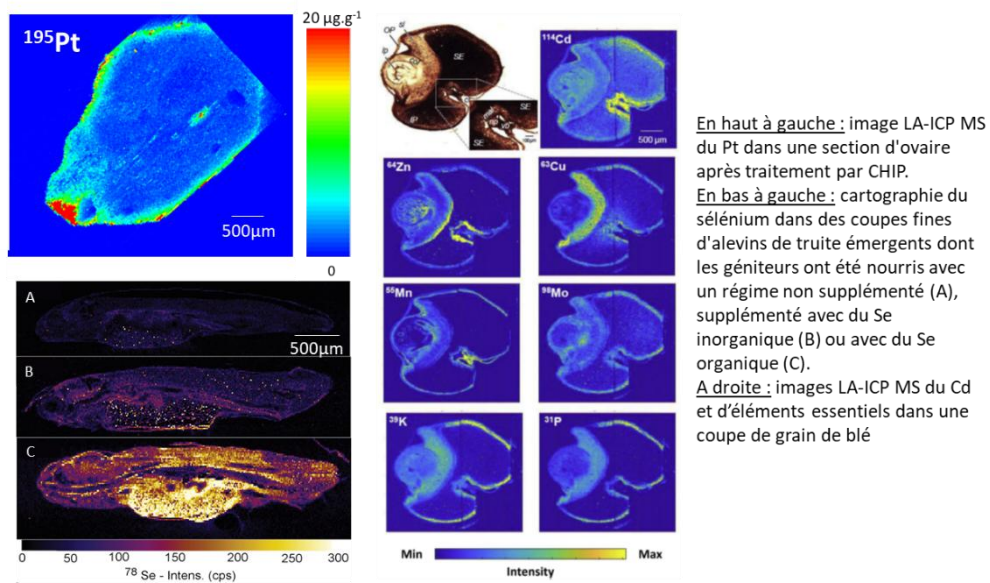 195Pt
20 µg.g-1
0
500µm
A
500µm
B
C
0 50 100 150 200 250 300
78 Se - Intens. (cps)
OP
SE
SE
SE
114Cd
500 µm
64Zn
63Cu
55Mn
98Mo
39K
31P
Min Max
Intensity
En haut à gauche : image LA-ICP MS
du Pt dans une section d'ovaire
après traitement par CHIP.
En bas à gauche : cartographie du
sélénium dans des coupes fines
d'alevins de truite émergents dont
les géniteurs ont été nourris avec
un régime non supplémenté (A),
supplémenté avec du Se
inorganique (B) ou avec du Se
organique (C).
A droite : images LA-ICP MS du Cd
et d'éléments essentiels dans une
coupe de grain de blé